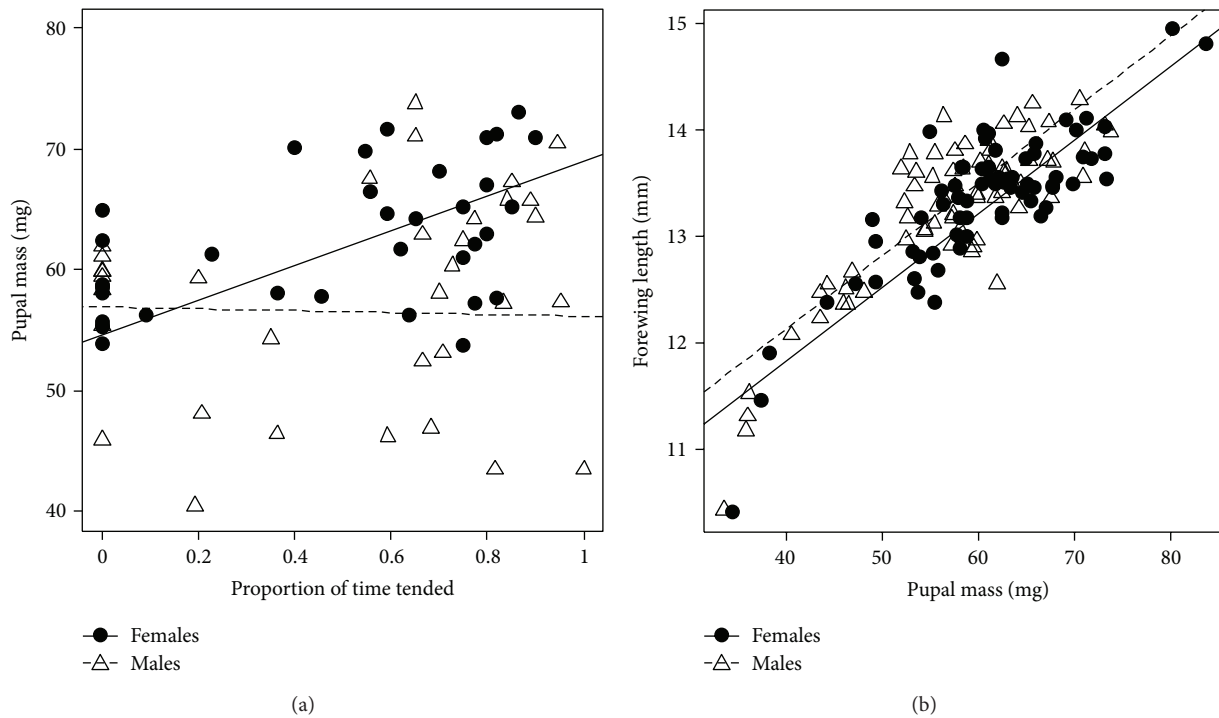 80
70
60
50
40
Pupal mass (mg)
0 0.2 0.4 0.6 0.8 1
Proportion of time tended
Females
Males
(a)
15
14
13
12
11
Forewing length (mm)
40 50 60 70 80
Pupal mass (mg)
Females
Males
(b)